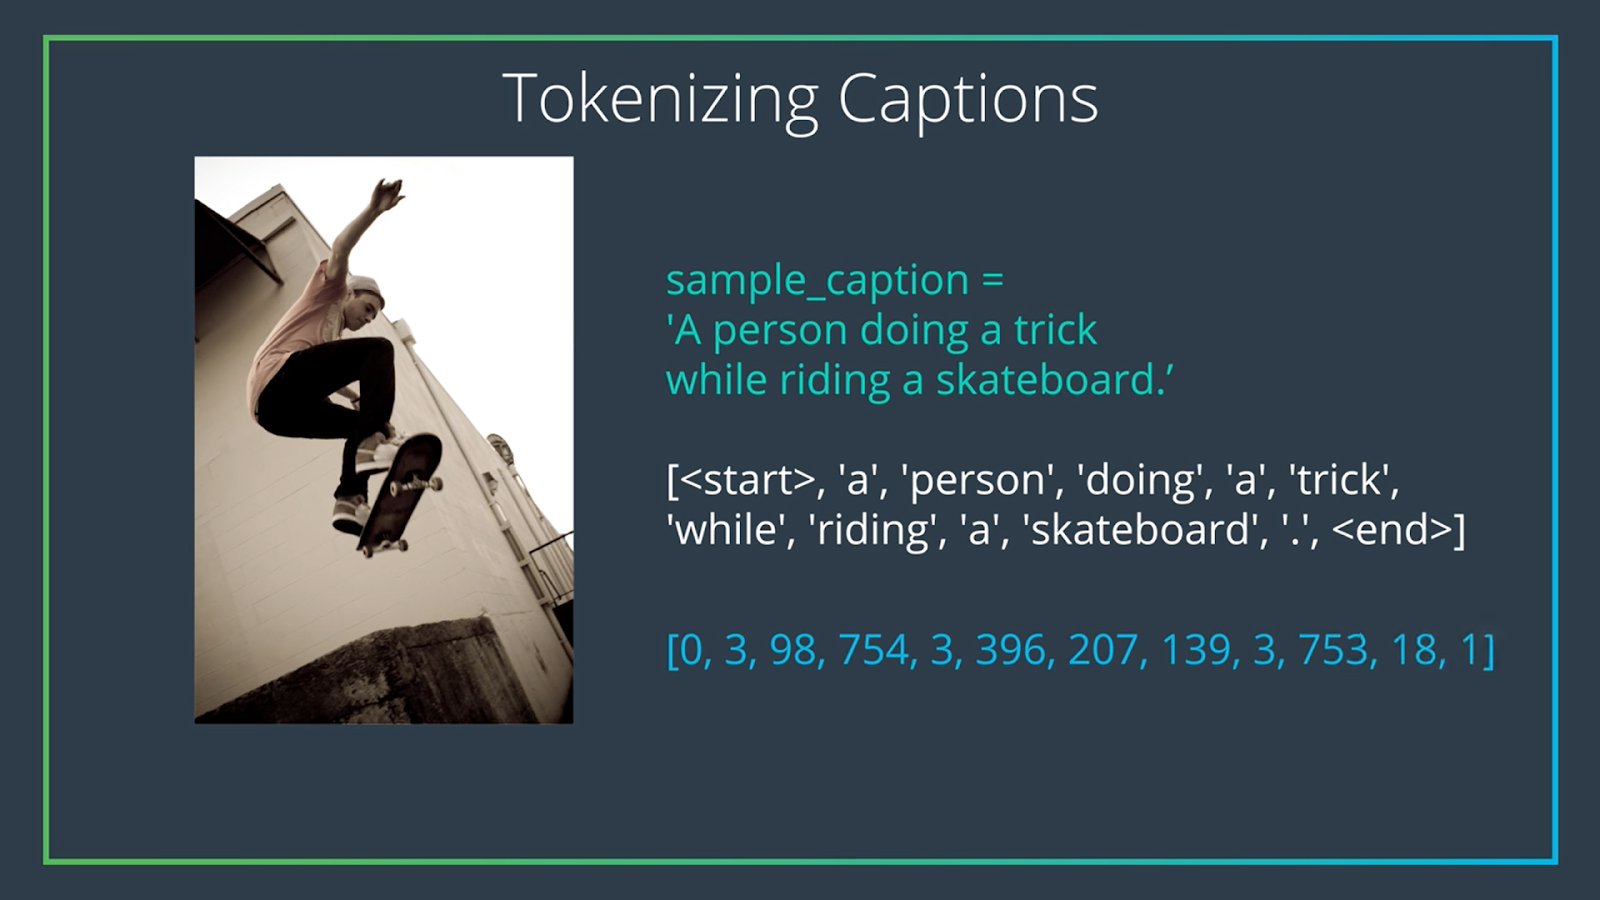 Tokenizing Captions
sample_caption =
'A person doing a trick
while riding a skateboard.’
[<start>, 'a', 'person', 'doing', 'a', 'trick',
'while', 'riding', 'a', 'skateboard', '.', <end>]
[0, 3, 98, 754, 3, 396, 207, 139, 3, 753, 18, 1]